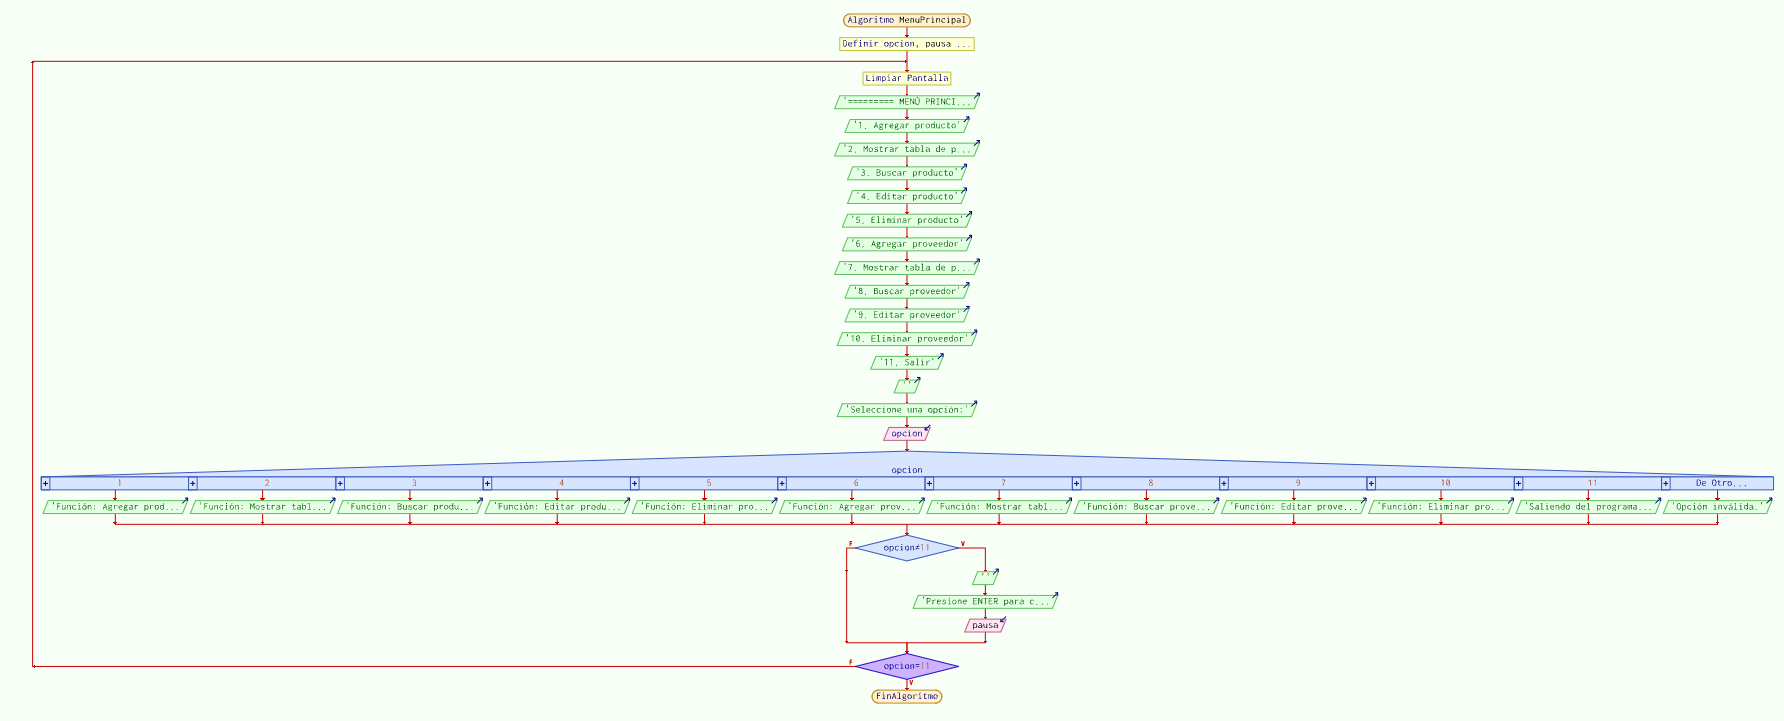 Algoritmo MenuPrincipal
Definir opcion, pausa ...
Limpiar Pantalla
'========= MENÚ PRINCI...
'1. Agregar producto'
'2. Mostrar tabla de p...
'3. Buscar producto'
'4. Editar producto'
'5. Eliminar producto'
'6. Agregar proveedor'
'7. Mostrar tabla de p...
'8. Buscar proveedor'
'9. Editar proveedor'
'10. Eliminar proveedor'
'11. Salir'
''
'Seleccione una opción:'
opcion
opcion
+ 1 + 2 + 3 + 4 + 5 + 6 + 7 + 8 + 9 + 10 + 11 + De Otro...
'Función: Agregar prod... 'Función: Mostrar tabl... 'Función: Buscar produ... 'Función: Editar produ... 'Función: Eliminar pro... 'Función: Agregar prov... 'Función: Mostrar tabl... 'Función: Buscar prove... 'Función: Editar prove... 'Función: Eliminar pro... 'Saliendo del programa... 'Opción inválida.'
F opcion≠11 V
''
'Presione ENTER para c...
pausa
F opcion=11
V
FinAlgoritmo